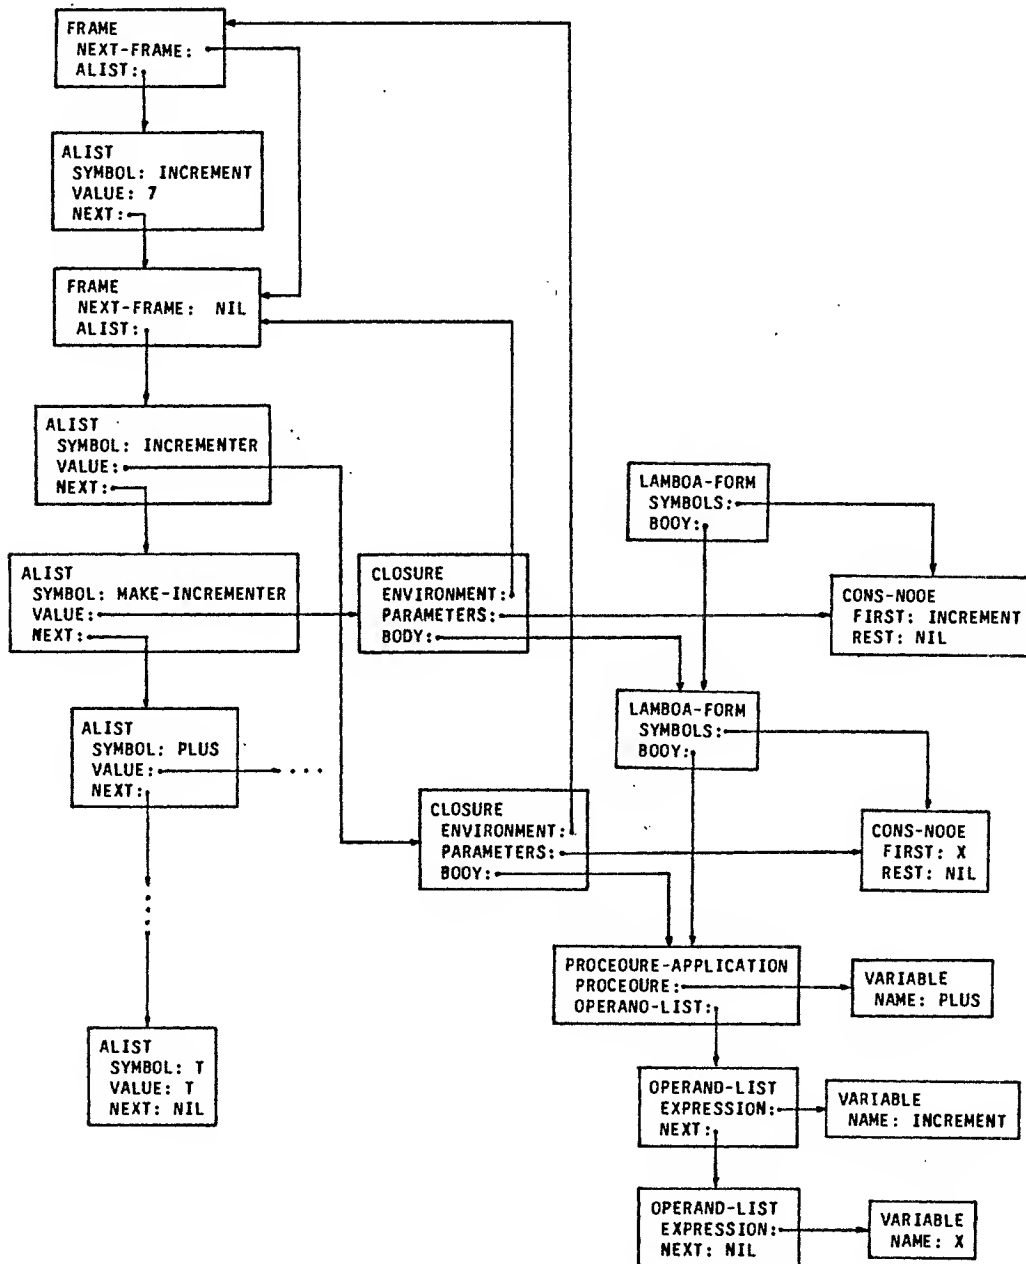 FRAME
NEXT-FRAME:
ALIST:
ALIST
SYMBOL: INCREMENT
VALUE: 7
NEXT:
FRAME
NEXT-FRAME: NIL
ALIST:
ALIST
SYMBOL: INCREMENTER
VALUE:
NEXT:
LAMBOA-FORM
SYMBOLS:
BOOY:
ALIST
SYMBOL: MAKE-INCREMENTER
VALUE:
NEXT:
CLOSURE
ENVIRONMENT:
PARAMETERS:
BODY:
CONS-NOOE
FIRST: INCREMENT
REST: NIL
ALIST
SYMBOL: PLUS
VALUE:
NEXT:
LAMBOA-FORM
SYMBOLS:
BOOY:
CLOSURE
ENVIRONMENT:
PARAMETERS:
BOOY:
CONS-NOOE
FIRST: X
REST: NIL
PROCEOURE-APPLICATION
PROCEOURE:
OPERANO-LIST:
VARIABLE
NAME: PLUS
ALIST
SYMBOL: T
VALUE: T
NEXT: NIL
OPERAND-LIST
EXPRESSION:
NEXT:
VARIABLE
NAME: INCREMENT
OPERAND-LIST
EXPRESSION:
NEXT: NIL
VARIABLE
NAME: X